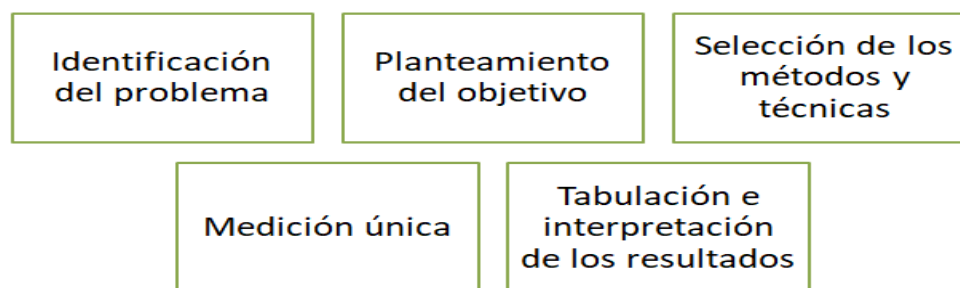 Identificación
del problema
Planteamiento
del objetivo
Selección de los
métodos y
técnicas
Medición única
Tabulación e
interpretación
de los resultados